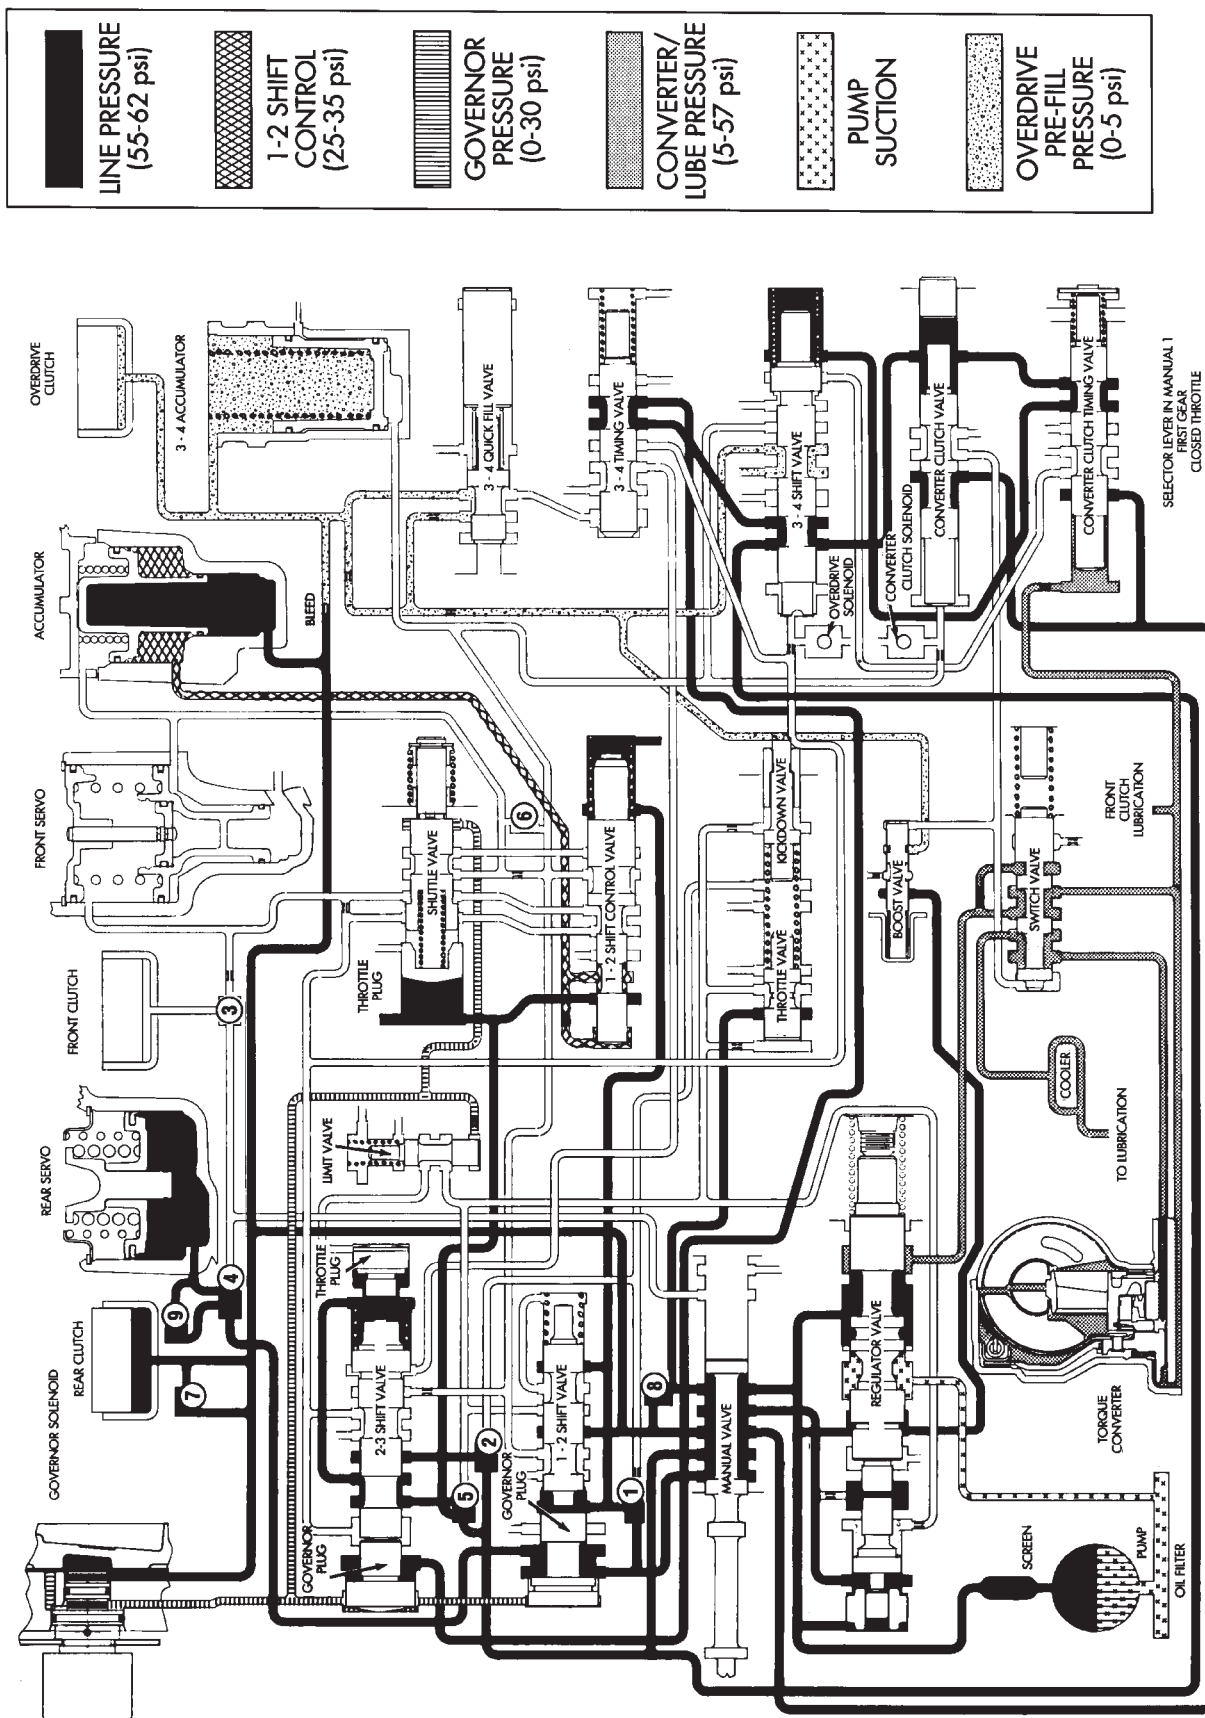 LINE PRESSURE
(55-62 psi)
1-2 SHIFT
CONTROL
(25-35 psi)
GOVERNOR
PRESSURE
(0-30 psi)
CONVERTER/
LUBE PRESSURE
(5-57 psi)
PUMP
SUCTION
OVERDRIVE
PRE-FILL
PRESSURE
(0-5 psi)
GOVERNOR SOLENOID
REAR CLUTCH
REAR SERVO
FRONT CLUTCH
FRONT SERVO
ACCUMULATOR
OVERDRIVE
CLUTCH
3 - 4 ACCUMULATOR
BLEED
7
9
4
3
6
GOVERNOR
PLUG
2-3 SHIFT VALVE
THROTTLE
PLUG
LIMIT VALVE
THROTTLE
PLUG
SHUTTLE VALVE
3 - 4 QUICK FILL VALVE
5
2
GOVERNOR
PLUG
1 - 2 SHIFT VALVE
1
1 - 2 SHIFT CONTROL VALVE
3 - 4 TIMING VALVE
8
MANUAL VALVE
THROTTLE VALVE
KICKDOWN VALVE
3 - 4 SHIFT VALVE
OVERDRIVE
SOLENOID
CONVERTER
CLUTCH SOLENOID
CONVERTER CLUTCH VALVE
REGULATOR VALVE
BOOST VALVE
SWITCH VALVE
CONVERTER CLUTCH TIMING VALVE
SCREEN
PUMP
OIL FILTER
TORQUE
CONVERTER
COOLER
TO LUBRICATION
FRONT
CLUTCH
LUBRICATION
SELECTOR LEVER IN MANUAL 1
FIRST GEAR
CLOSED THROTTLE